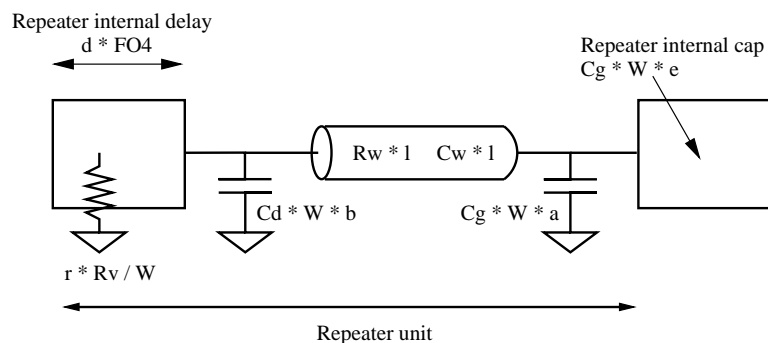 Repeater internal delay
d * FO4
Repeater internal cap
Cg * W * e
Rw * l Cw * l
Cd * W * b
Cg * W * a
r * Rv / W
Repeater unit